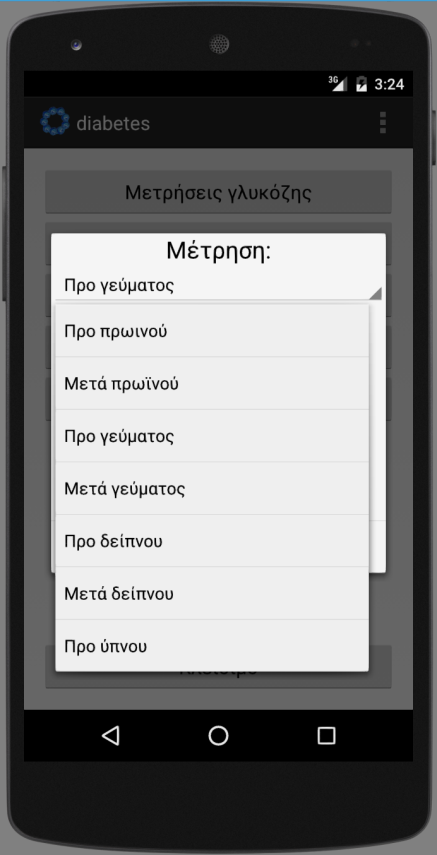 3G 3:24
diabetes
Μετρήσεις γλυκόζης
Μέτρηση:
Προ γεύματος
Προ πρωινού
Μετά πρωϊνού
Προ γεύματος
Μετά γεύματος
Προ δείπνου
Μετά δείπνου
Προ ύπνου